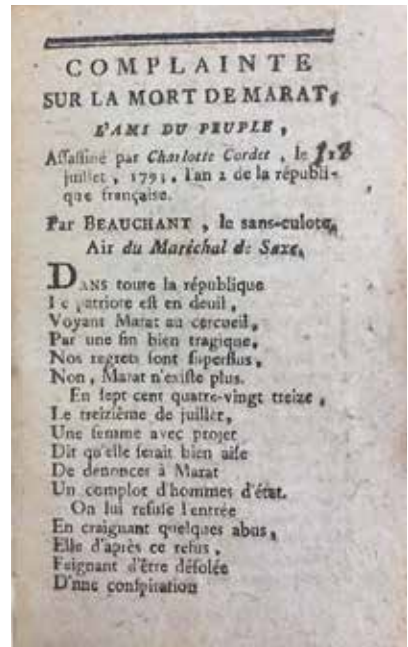 COMPLAINTE
SUR LA MORT DE MARAT,
L'AMI DU PEUPLE,
Aſſaſſiné par Charlotte Cordet, le 13
juillet, 1793, l'an 2 de la républi-
que françaiſe.
Par BEAUCHANT, le sans-culote,
Air du Maréchal de Saxe,
DANS toute la république
Le patriote eſt en deuil,
Voyant Marat au cercueil,
Par une fin bien tragique,
Nos regrets ſont ſuperflus,
Non, Marat n'exiſte plus.
En ſept cent quatre-vingt treize,
Le treizième de juillet,
Une femme avec projet
Dit qu'elle ſerait bien aiſe
De dénoncer à Marat
Un complot d'hommes d'état.
On lui refuſe l'entrée
En craignant quelques abus,
Elle d'après ce refus,
Feignant d'être déſolée
D'une conſpiration